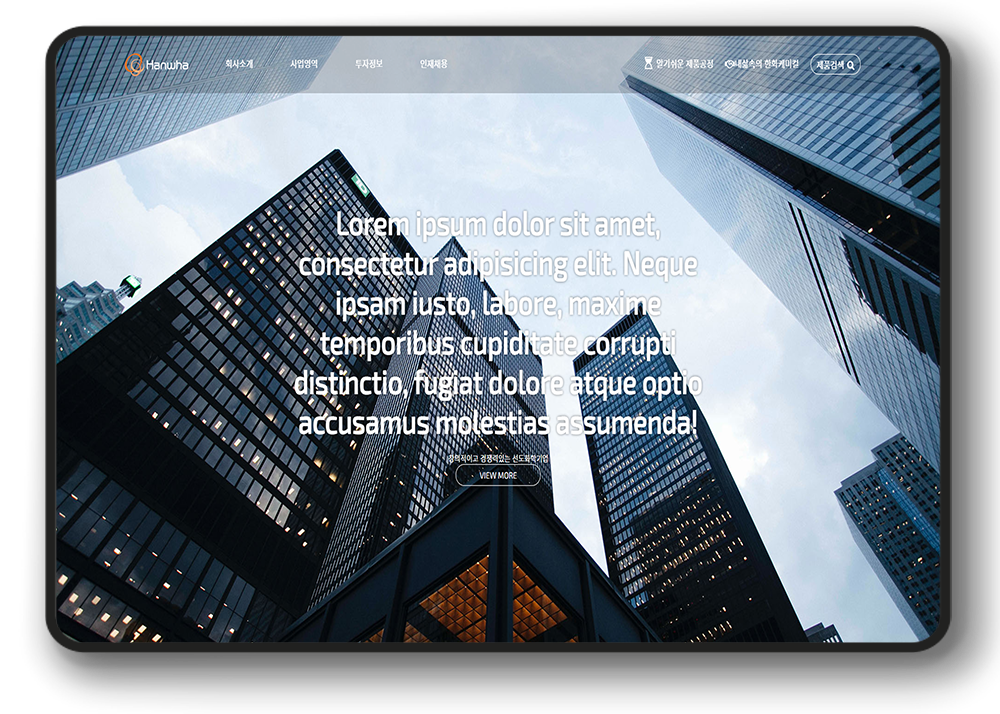 Hanwha 회사소개 사업영역 투자정보 인재채용 알기쉬운 제품공정 내삶속의 한화케미컬 제품검색
Lorem ipsum dolor sit amet,
consectetur adipisicing elit. Neque
ipsam iusto, labore, maxime
temporibus cupiditate corrupti
distinctio, fugiat dolore atque optio
accusamus molestias assumenda!
창의적이고 경쟁력있는 선도화학기업
VIEW MORE